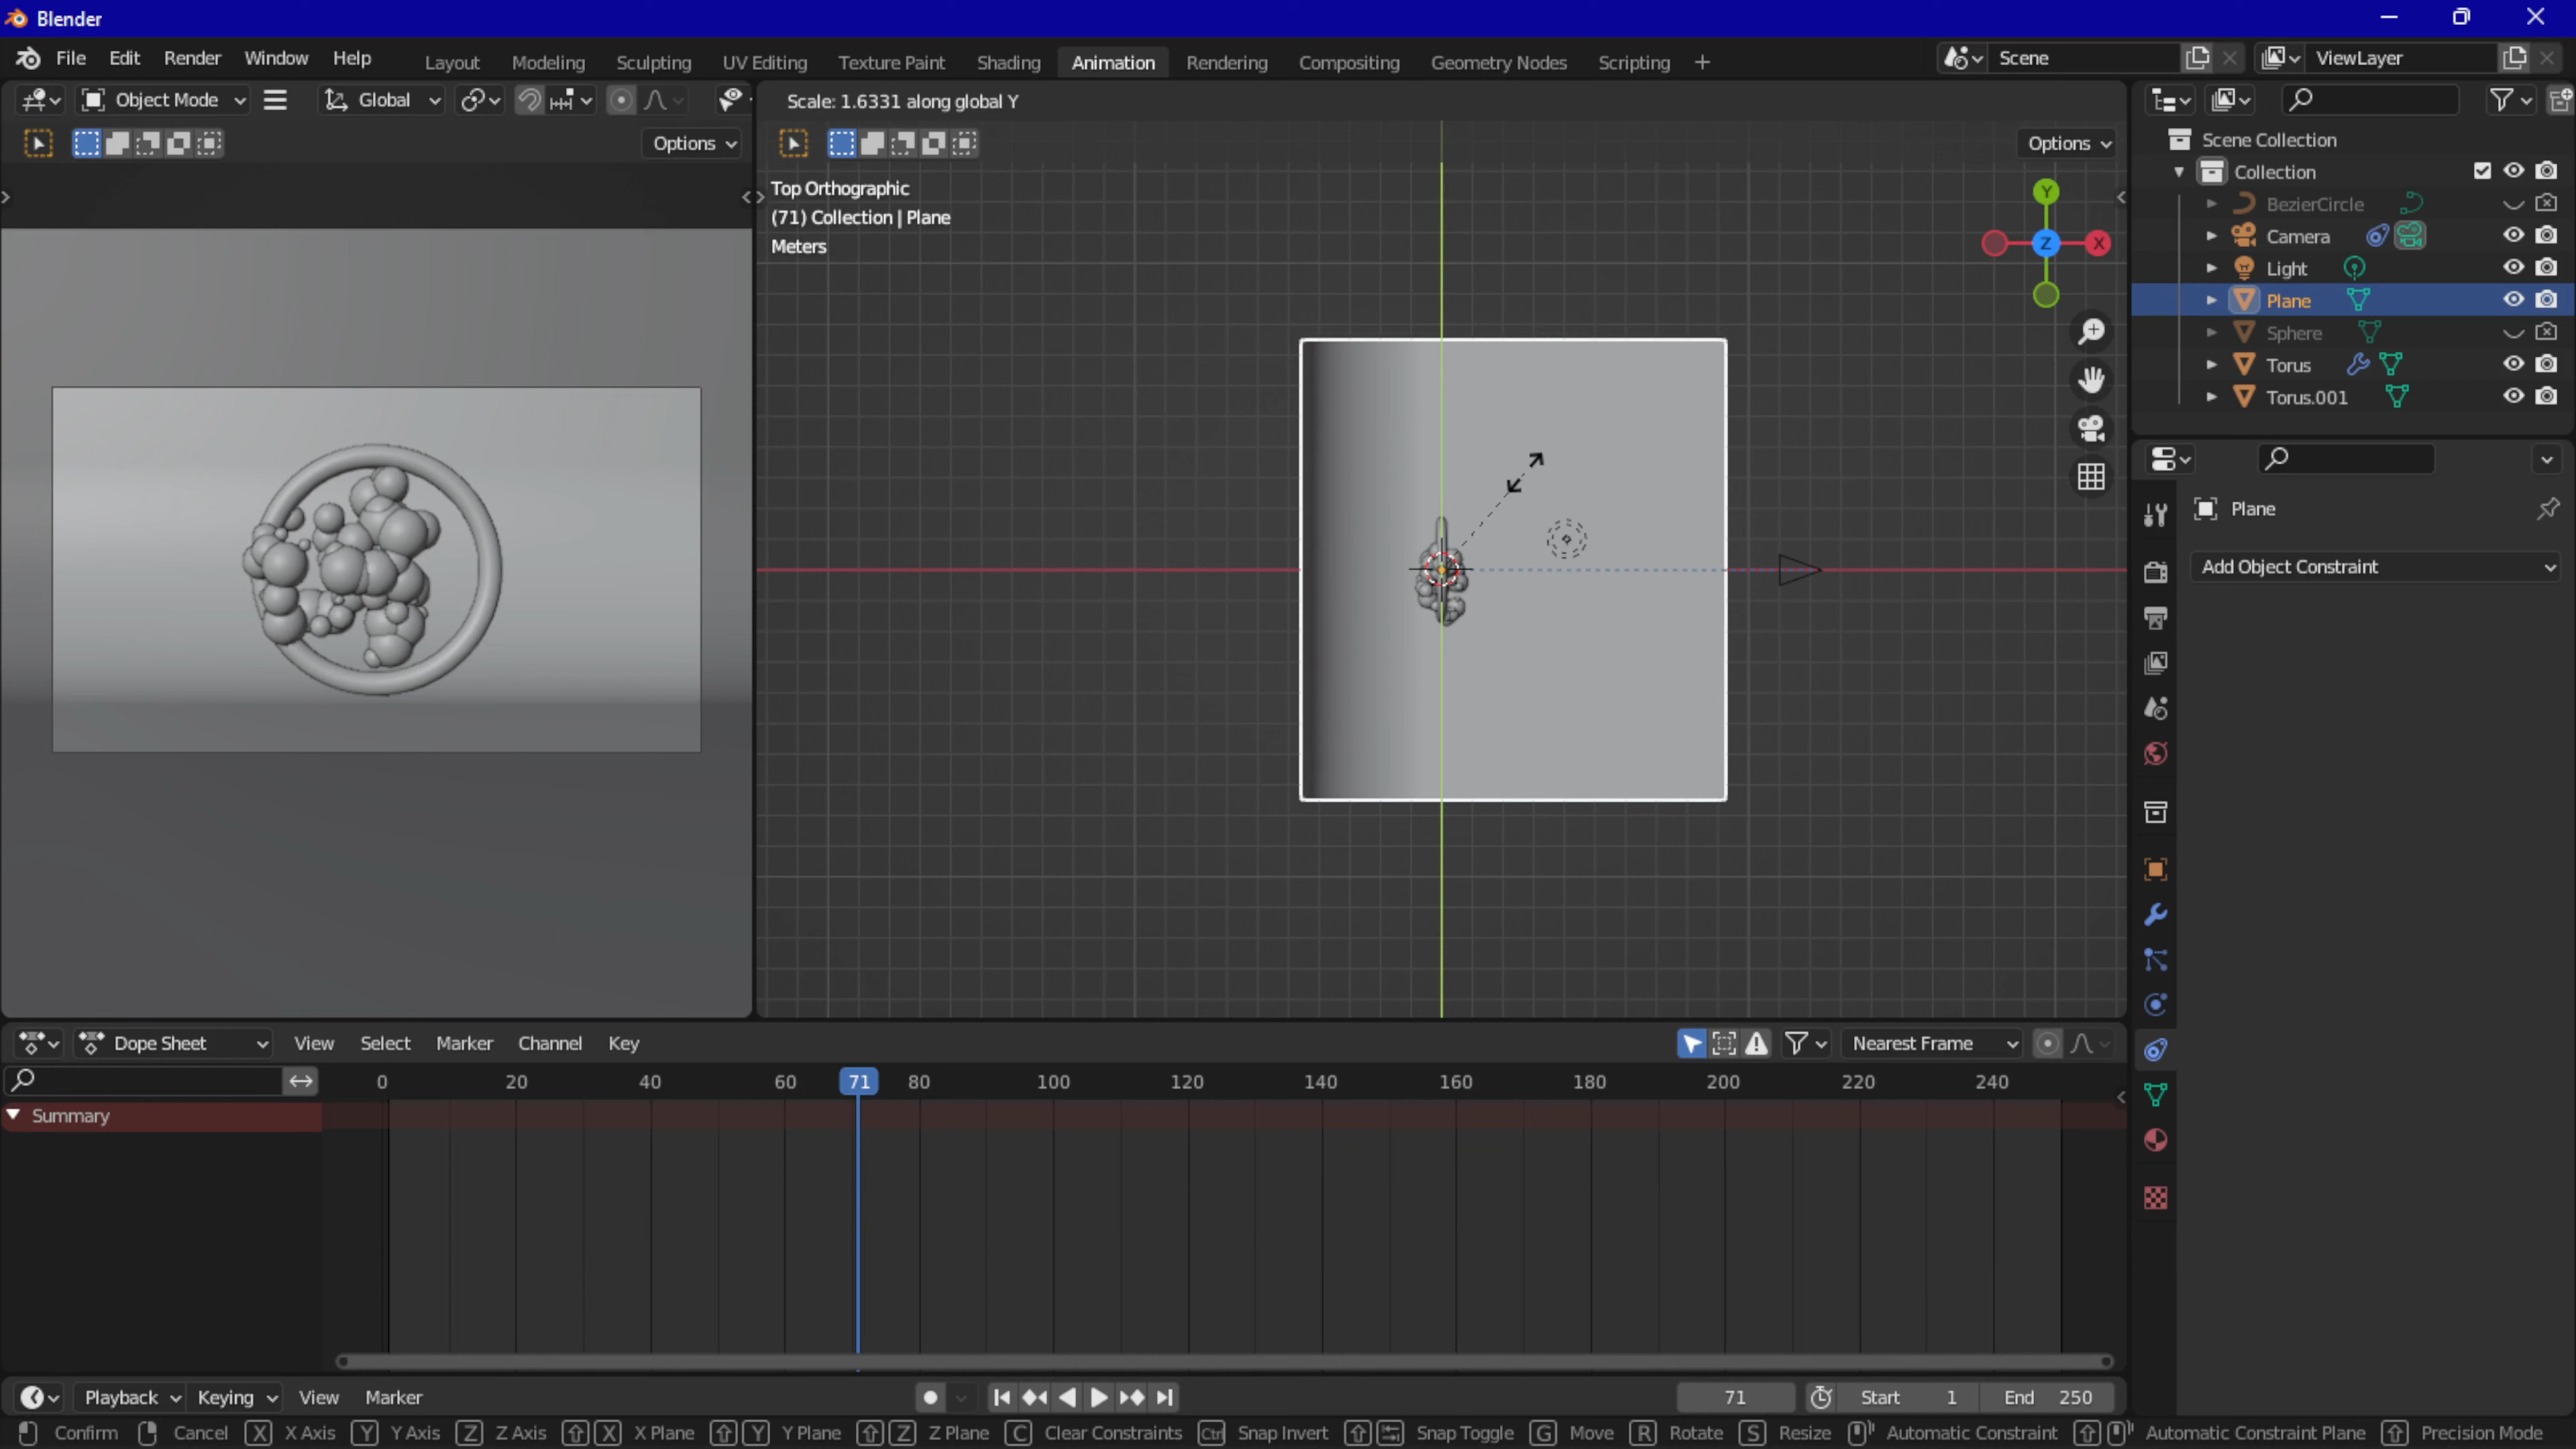 Blender
File Edit Render Window Help Layout Modeling Sculpting UV Editing Texture Paint Shading Animation Rendering Compositing Geometry Nodes Scripting + Scene ViewLayer
Object Mode Global Scale: 1.6331 along global Y
Options Options
Top Orthographic
(71) Collection | Plane
Meters
Y
Z X
Scene Collection
Collection
BezierCircle
Camera
Light
Plane
Sphere
Torus
Torus.001
Plane
Add Object Constraint
Dope Sheet View Select Marker Channel Key Nearest Frame
0 20 40 60 71 80 100 120 140 160 180 200 220 240
Summary
Playback Keying View Marker 71 Start 1 End 250
Confirm Cancel X X Axis Y Y Axis Z Z Axis X X Plane Y Y Plane Z Z Plane C Clear Constraints Ctrl Snap Invert Snap Toggle G Move R Rotate S Resize Automatic Constraint Automatic Constraint Plane Precision Mode